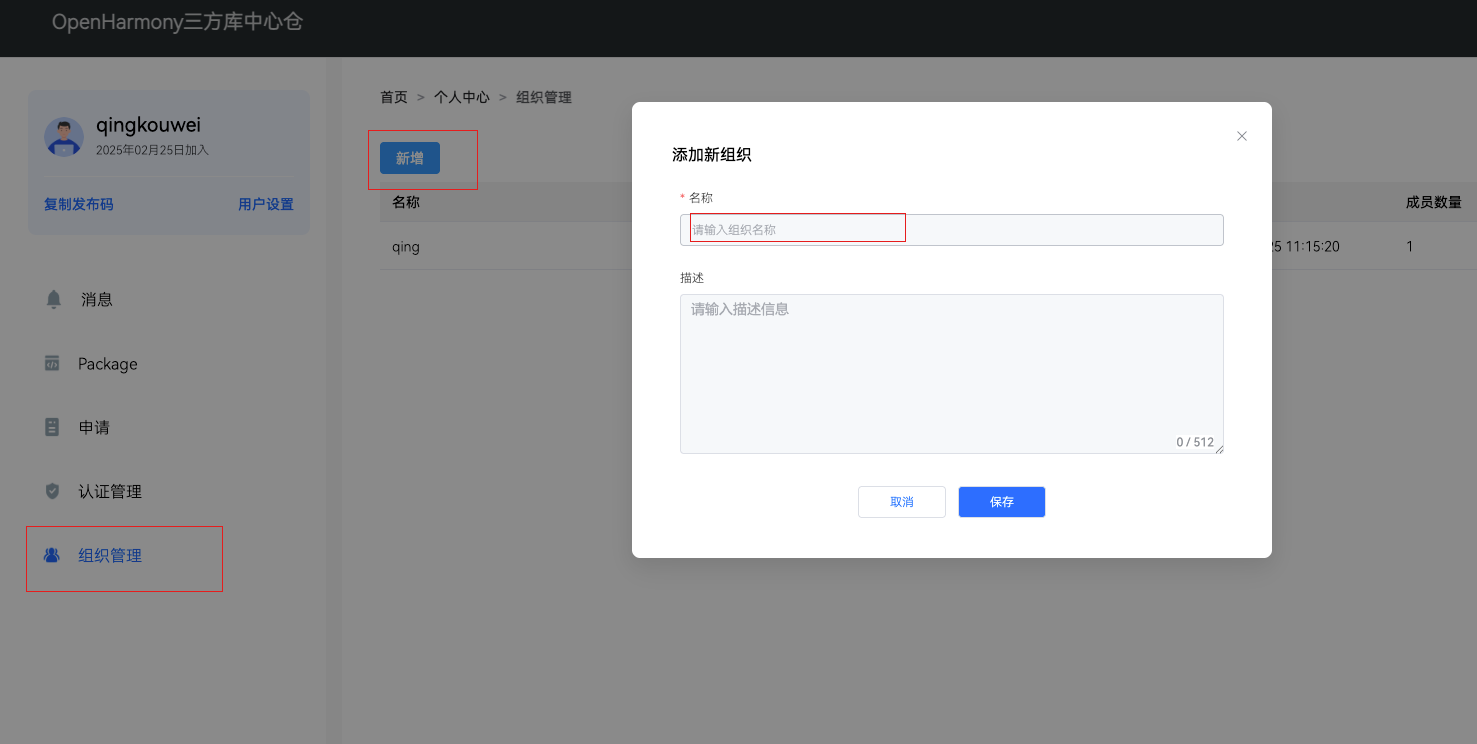 OpenHarmony三方库中心仓
qingkouwei
2025年02月25日加入
复制发布码
用户设置
消息
Package
申请
认证管理
组织管理
首页 > 个人中心 > 组织管理
新增
名称
成员数量
qing
25 11:15:20
1
添加新组织
* 名称
请输入组织名称
描述
请输入描述信息
0 / 512
取消
保存